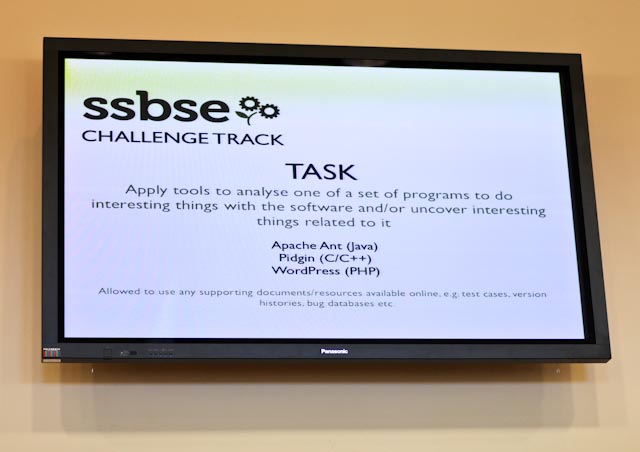 ssbse
CHALLENGE TRACK
TASK
Apply tools to analyse one of a set of programs to do
interesting things with the software and/or uncover interesting
things related to it
Apache Ant (Java)
Pidgin (C/C++)
WordPress (PHP)
Allowed to use any supporting documents/resources available online, e.g. test cases, version
histories, bug databases etc.
Panasonic